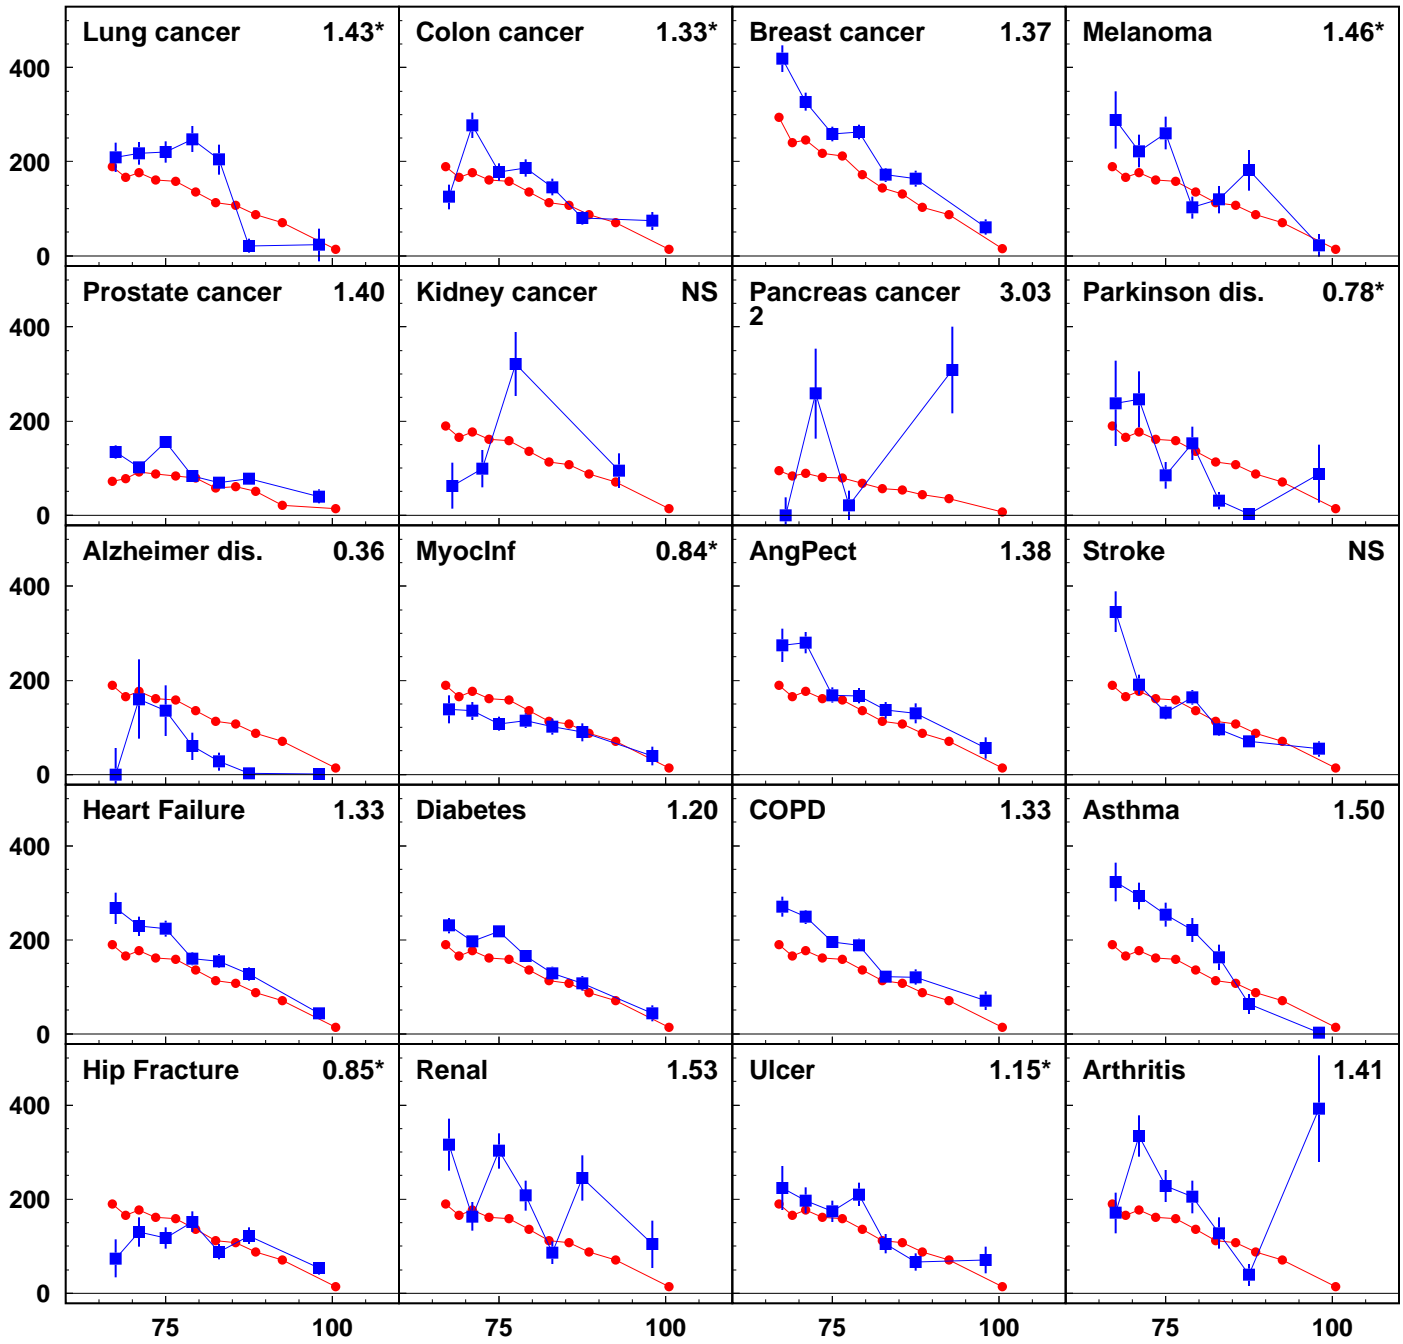 Lung cancer 1.43* Colon cancer 1.33* Breast cancer 1.37 Melanoma 1.46*
400
200
0
Prostate cancer 1.40 Kidney cancer NS Pancreas cancer 3.03 Parkinson dis. 0.78*
2
400
200
0
Alzheimer dis. 0.36 MyocInf 0.84* AngPect 1.38 Stroke NS
400
200
0
Heart Failure 1.33 Diabetes 1.20 COPD 1.33 Asthma 1.50
400
200
0
Hip Fracture 0.85* Renal 1.53 Ulcer 1.15* Arthritis 1.41
400
200
0
75 100 75 100 75 100 75 100